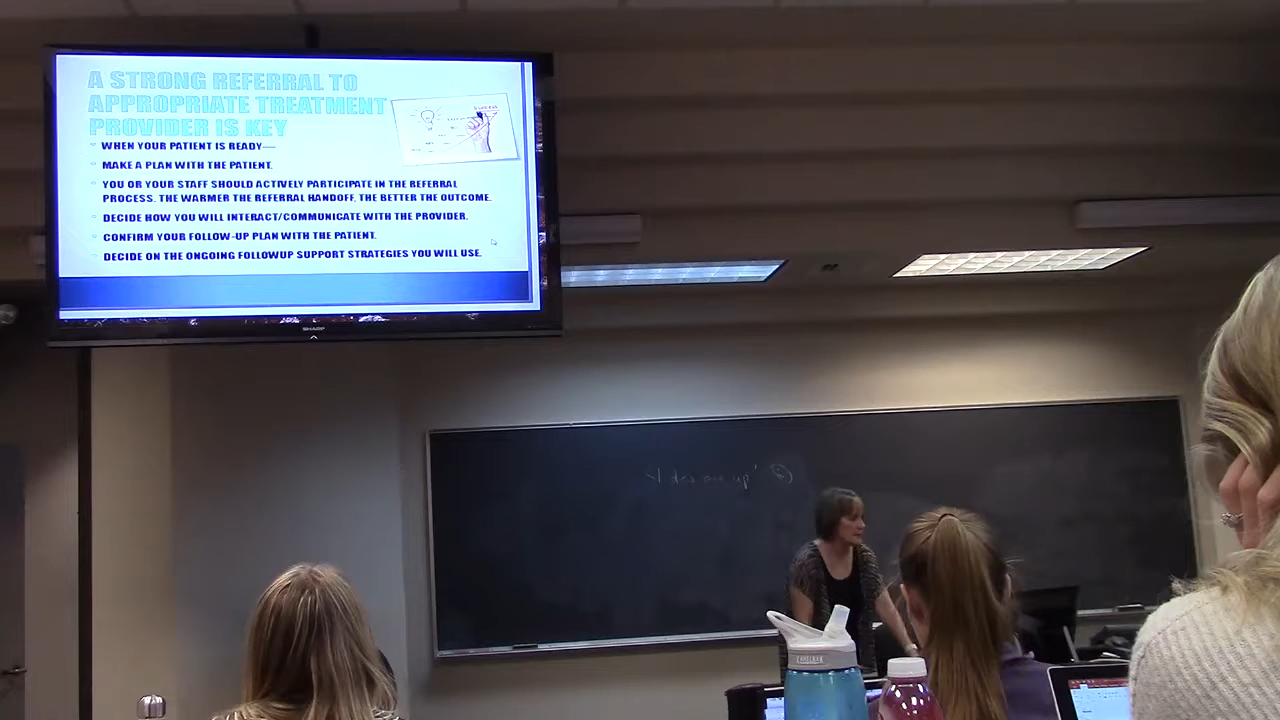 A STRONG REFERRAL TO
APPROPRIATE TREATMENT
PROVIDER IS KEY
WHEN YOUR PATIENT IS READY—
MAKE A PLAN WITH THE PATIENT.
YOU OR YOUR STAFF SHOULD ACTIVELY PARTICIPATE IN THE REFERRAL
PROCESS. THE WARMER THE REFERRAL HANDOFF, THE BETTER THE OUTCOME.
DECIDE HOW YOU WILL INTERACT/COMMUNICATE WITH THE PROVIDER.
CONFIRM YOUR FOLLOW-UP PLAN WITH THE PATIENT.
DECIDE ON THE ONGOING FOLLOWUP SUPPORT STRATEGIES YOU WILL USE.
SHARP
up
CAMELBAK